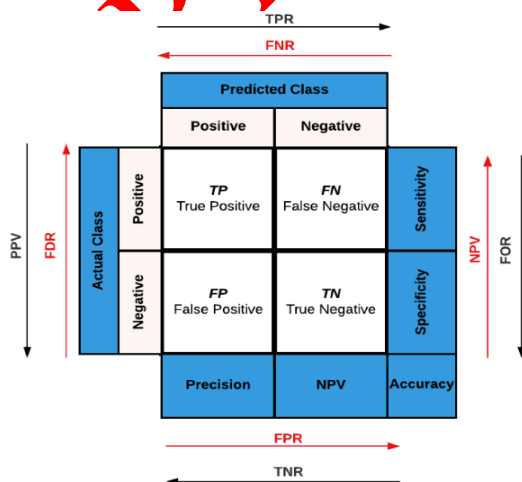 TPR
FNR
Predicted Class
Positive Negative
PPV
FDR
Actual Class
Positive
TP
True Positive
FN
False Negative
Sensitivity
NPV
FOR
Negative
FP
False Positive
TN
True Negative
Specificity
Precision NPV Accuracy
FPR
TNR